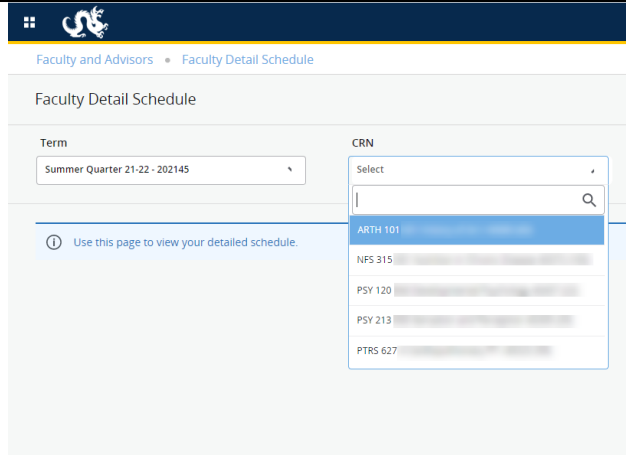 Faculty and Advisors • Faculty Detail Schedule
Faculty Detail Schedule
Term
CRN
Summer Quarter 21-22 - 202145
Select
ARTH 101
Use this page to view your detailed schedule.
NFS 315
PSY 120
PSY 213
PTRS 627